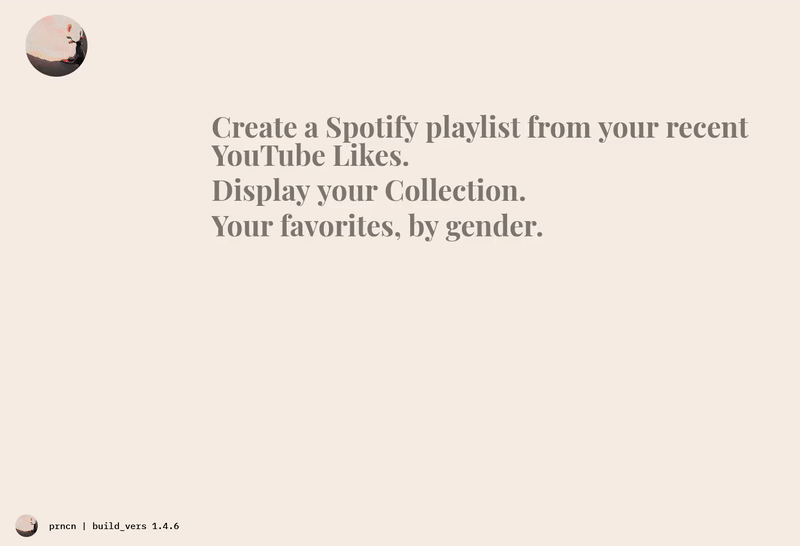 Create a Spotify playlist from your recent
YouTube Likes.
Display your Collection.
Your favorites, by gender.
prncn | build_vers 1.4.6